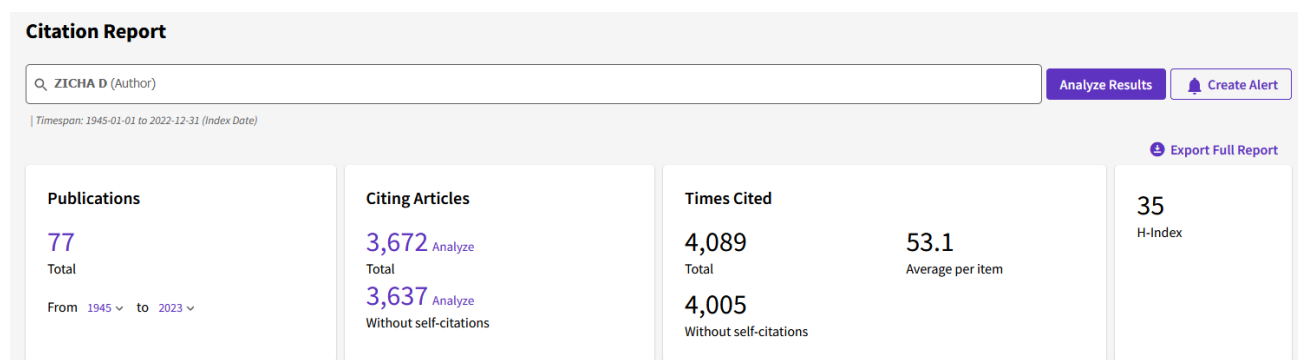 Citation Report
ZICHA D (Author)
Analyze Results
Create Alert
| Timespan: 1945-01-01 to 2022-12-31 (Index Date)
Export Full Report
Publications
77
Total
From 1945 to 2023
Citing Articles
3,672 Analyze
Total
3,637 Analyze
Without self-citations
Times Cited
4,089
Total
4,005
Without self-citations
53.1
Average per item
35
H-Index